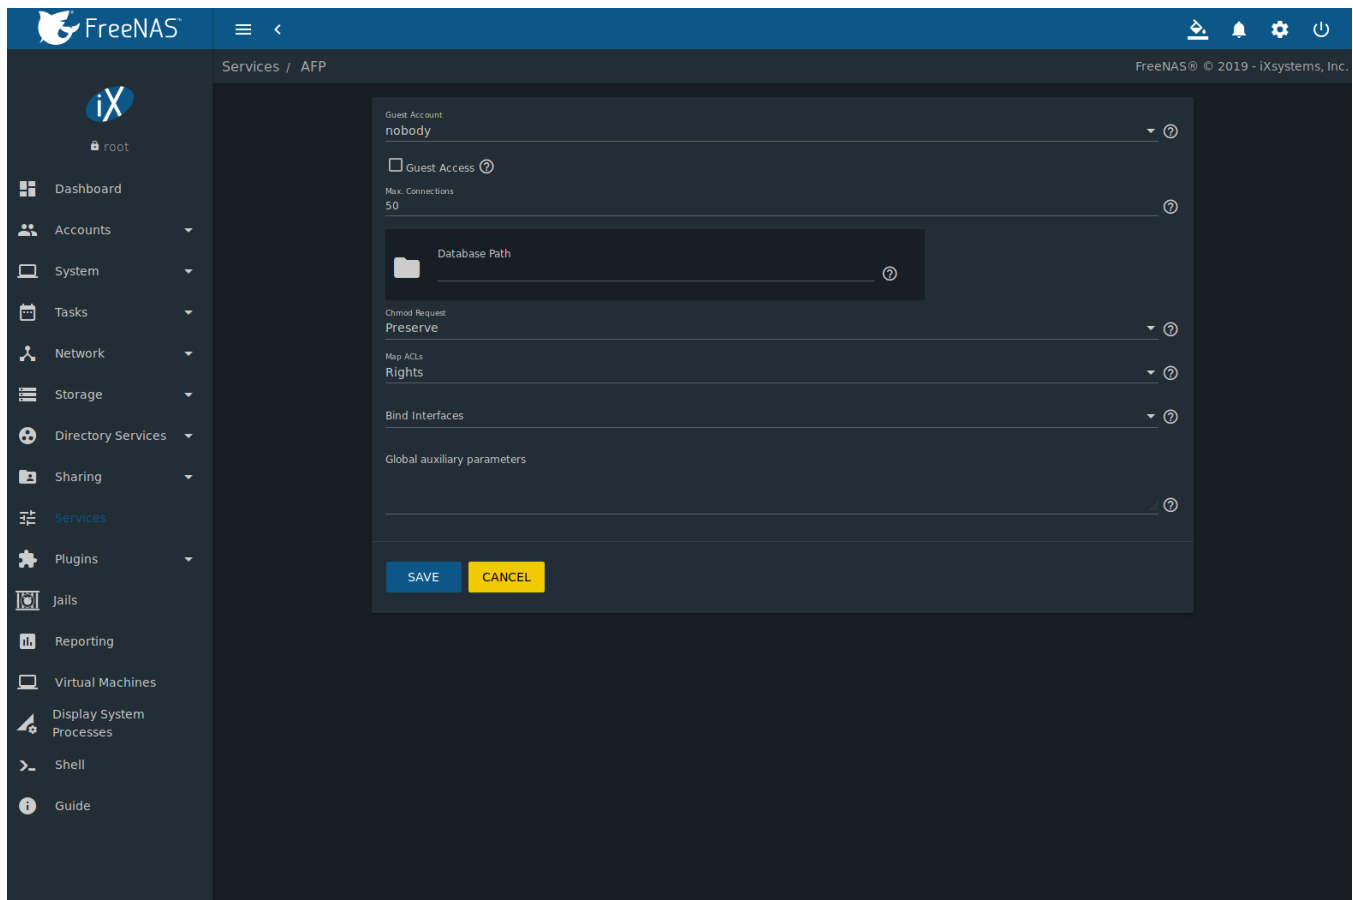 FreeNAS™
Services / AFP
FreeNAS® © 2019 - iXsystems, Inc.
iX
root
Dashboard
Accounts
System
Tasks
Network
Storage
Directory Services
Sharing
Services
Plugins
Jails
Reporting
Virtual Machines
Display System
Processes
Shell
Guide
Guest Account
nobody
Guest Access
Max. Connections
50
Database Path
Chmod Request
Preserve
Map ACLs
Rights
Bind Interfaces
Global auxiliary parameters
SAVE
CANCEL